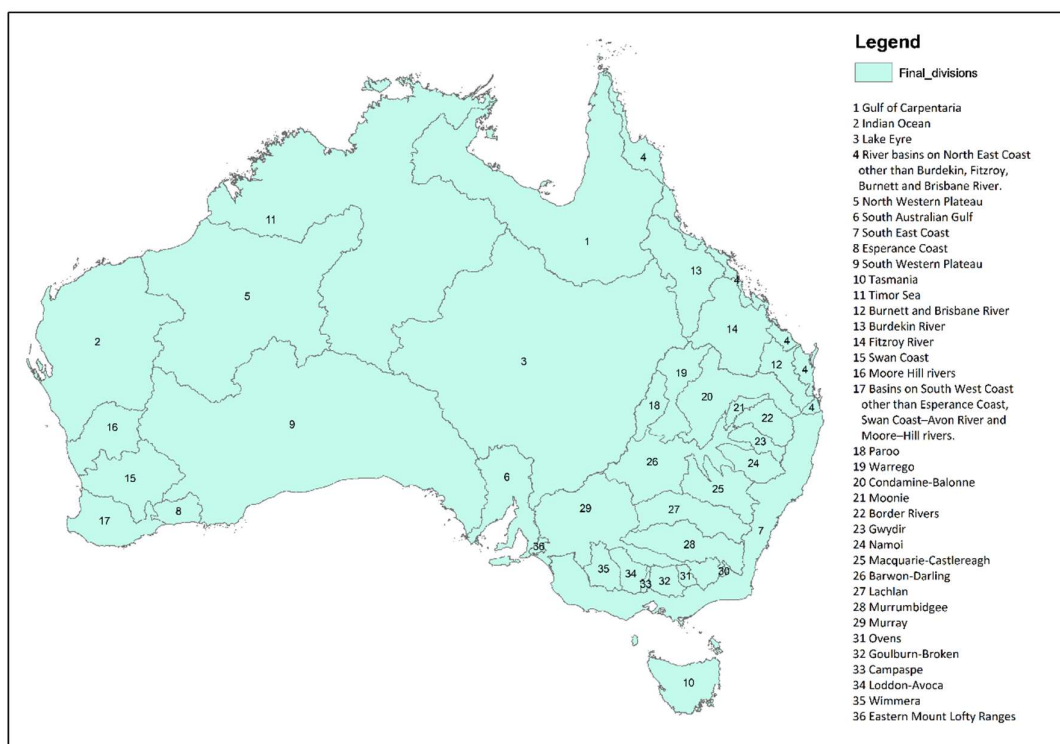 Legend
Final_divisions
1 Gulf of Carpentaria
2 Indian Ocean
3 Lake Eyre
4 River basins on North East Coast
other than Burdekin, Fitzroy,
Burnett and Brisbane River.
5 North Western Plateau
6 South Australian Gulf
7 South East Coast
8 Esperance Coast
9 South Western Plateau
10 Tasmania
11 Timor Sea
12 Burnett and Brisbane River
13 Burdekin River
14 Fitzroy River
15 Swan Coast
16 Moore Hill rivers
17 Basins on South West Coast
other than Esperance Coast,
Swan Coast–Avon River and
Moore–Hill rivers.
18 Paroo
19 Warrego
20 Condamine-Balonne
21 Moonie
22 Border Rivers
23 Gwydir
24 Namoi
25 Macquarie-Castlereagh
26 Barwon-Darling
27 Lachlan
28 Murrumbidgee
29 Murray
31 Ovens
32 Goulburn-Broken
33 Campaspe
34 Loddon-Avoca
35 Wimmera
36 Eastern Mount Lofty Ranges
4
11
1
13
4
5
14
2
4
3
12
19
4
18
20
21
4
22
16
9
23
26
24
15
6
25
8
29
27
17
7
28
36
35
34
33
32
31
30
10